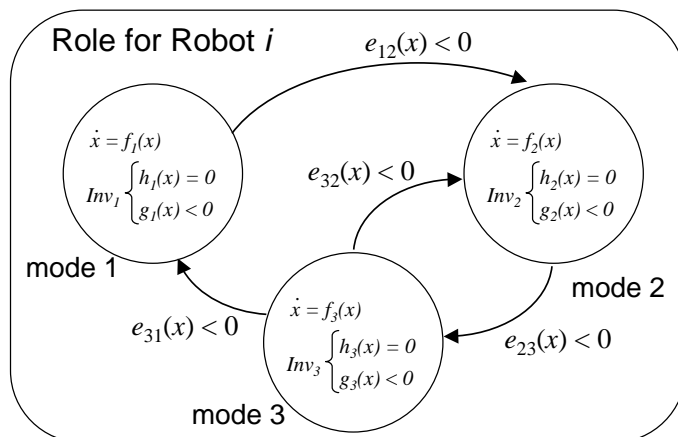 Role for Robot i
e₁₂(x) < 0
ẋ = f₁(x)
Inv₁ { h₁(x) = 0
g₁(x) < 0
mode 1
e₃₂(x) < 0
ẋ = f₂(x)
Inv₂ { h₂(x) = 0
g₂(x) < 0
mode 2
e₃₁(x) < 0
ẋ = f₃(x)
Inv₃ { h₃(x) = 0
g₃(x) < 0
mode 3
e₂₃(x) < 0